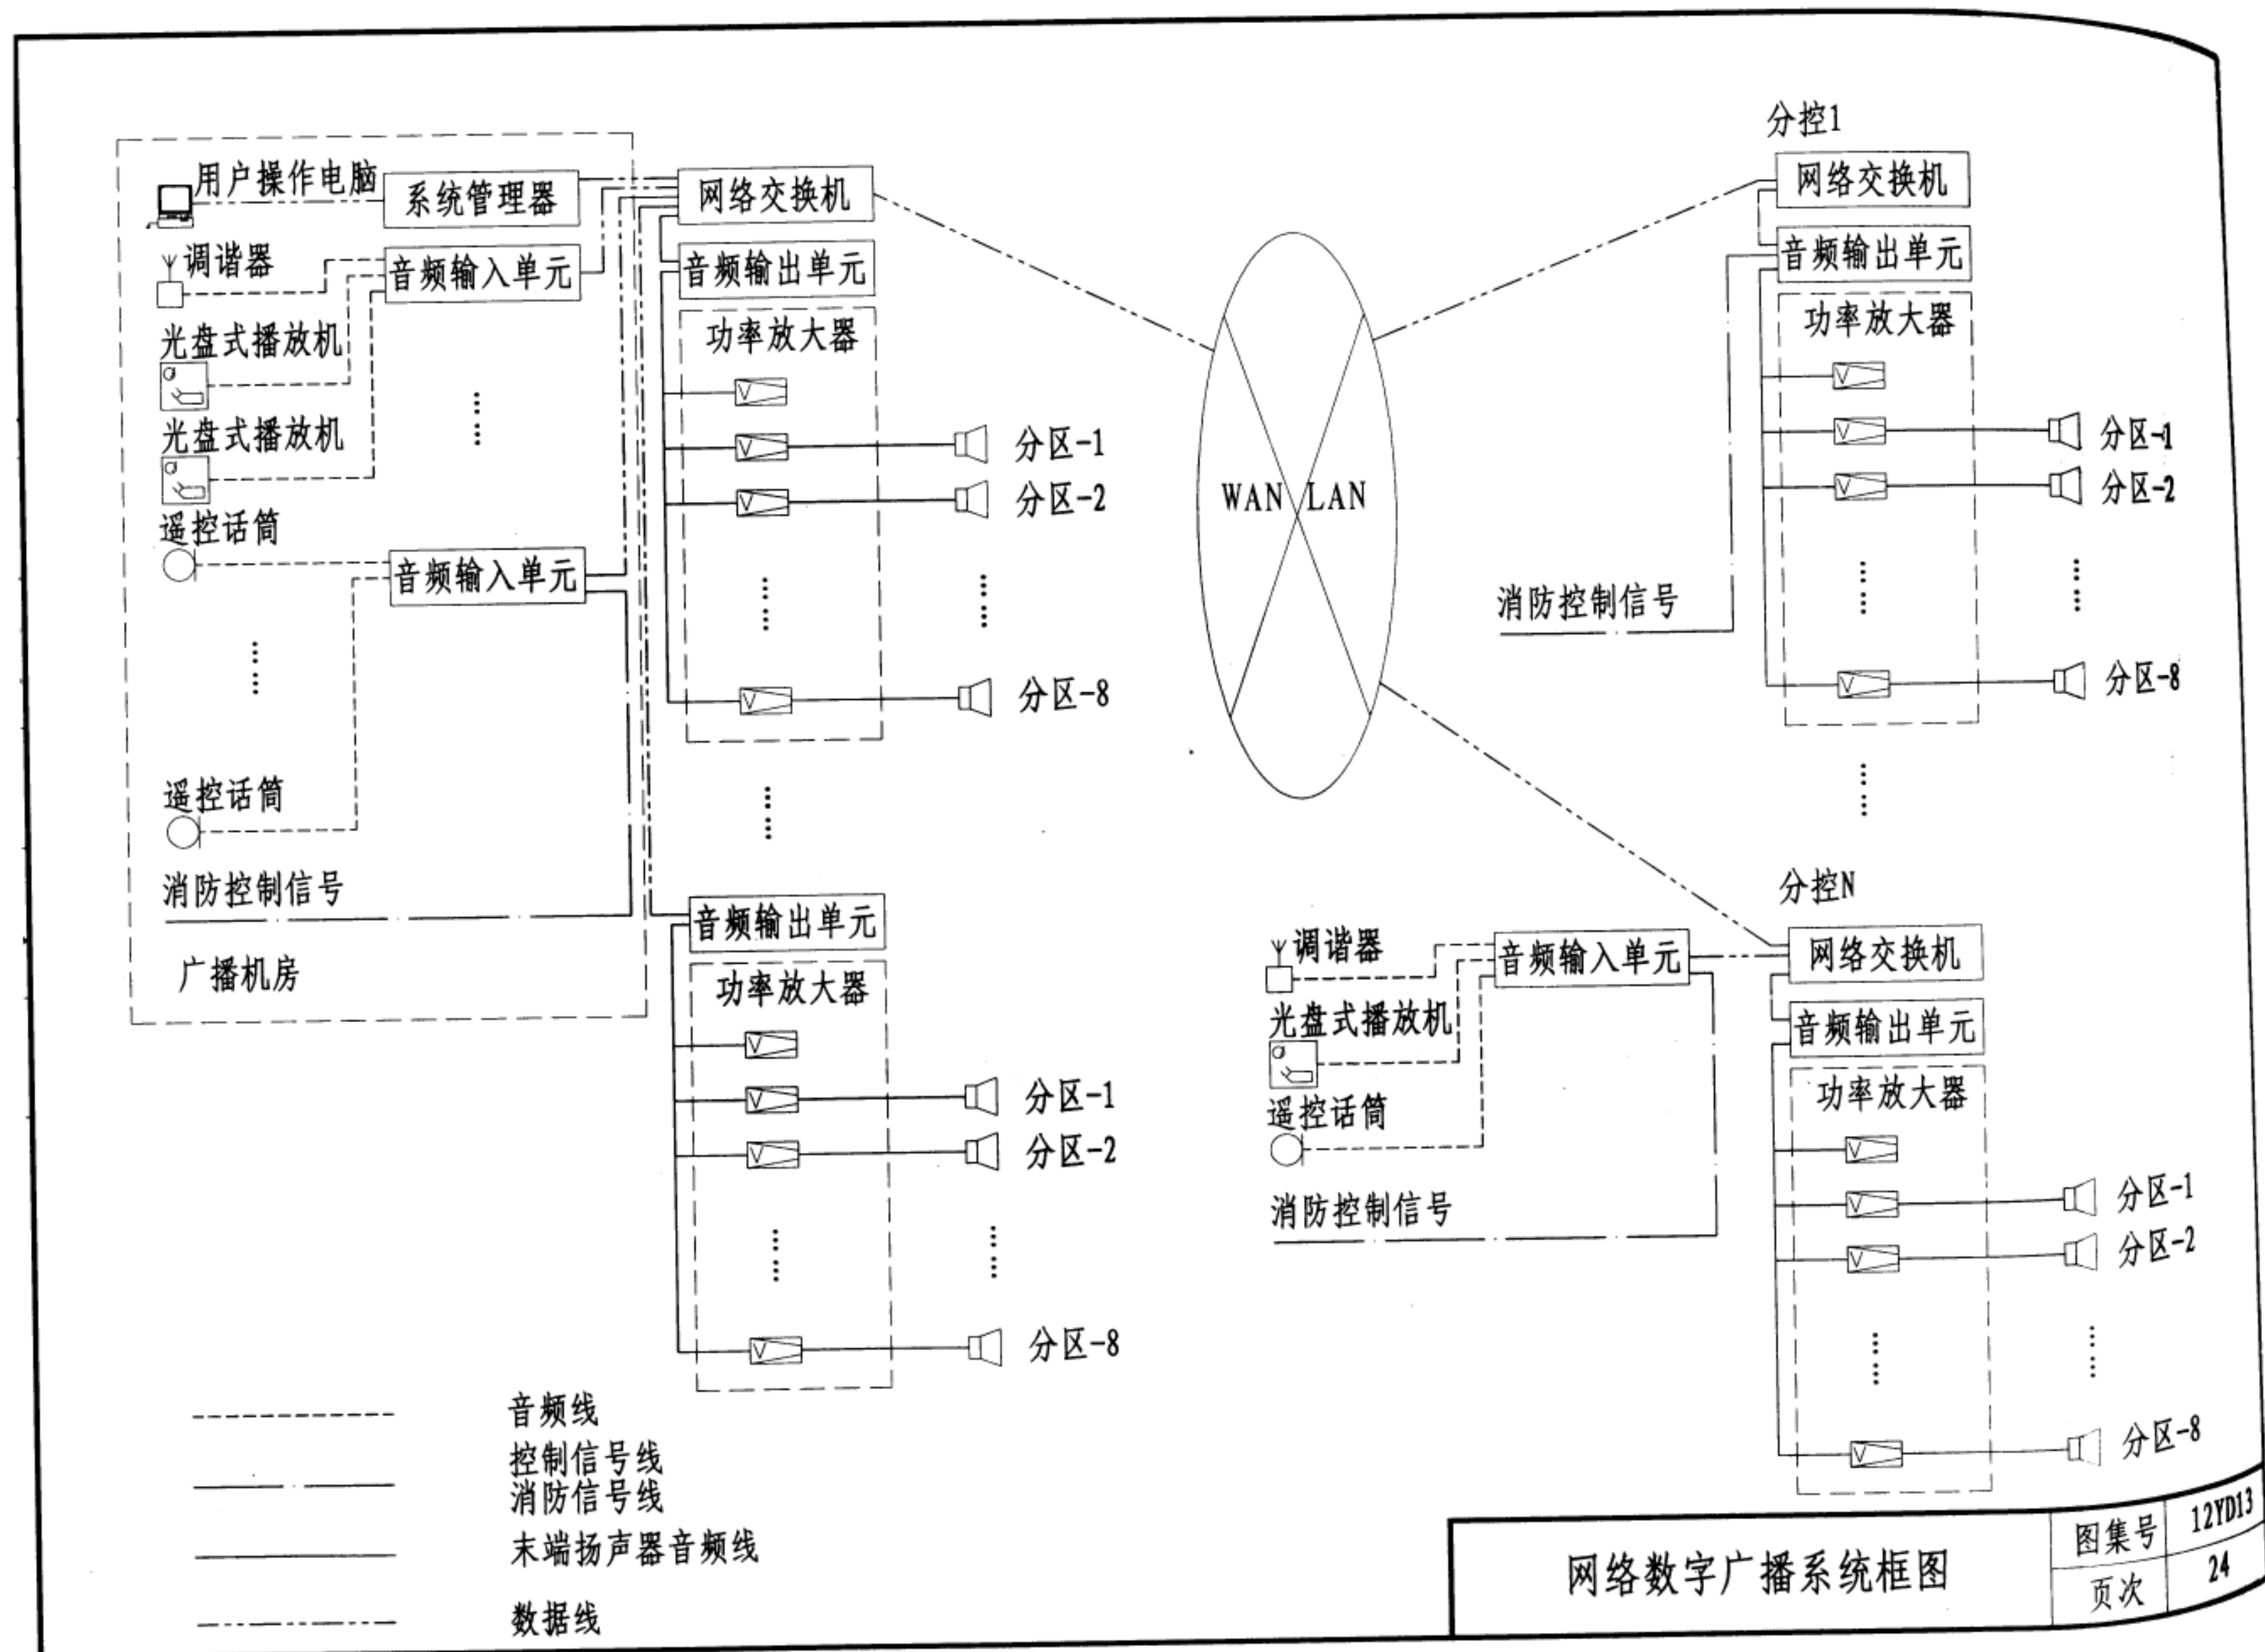 用户操作电脑
系统管理器
网络交换机
调谐器
音频输入单元
音频输出单元
光盘式播放机
功率放大器
光盘式播放机
分区-1
遥控话筒
分区-2
音频输入单元
分区-8
遥控话筒
消防控制信号
广播机房
音频输出单元
功率放大器
分区-1
分区-2
分区-8
WAN
LAN
分控1
网络交换机
音频输出单元
功率放大器
分区-1
分区-2
消防控制信号
分区-8
分控N
调谐器
音频输入单元
网络交换机
光盘式播放机
音频输出单元
遥控话筒
功率放大器
消防控制信号
分区-1
分区-2
分区-8
音频线
控制信号线
消防信号线
末端扬声器音频线
数据线
网络数字广播系统框图
图集号
12YD13
页次
24